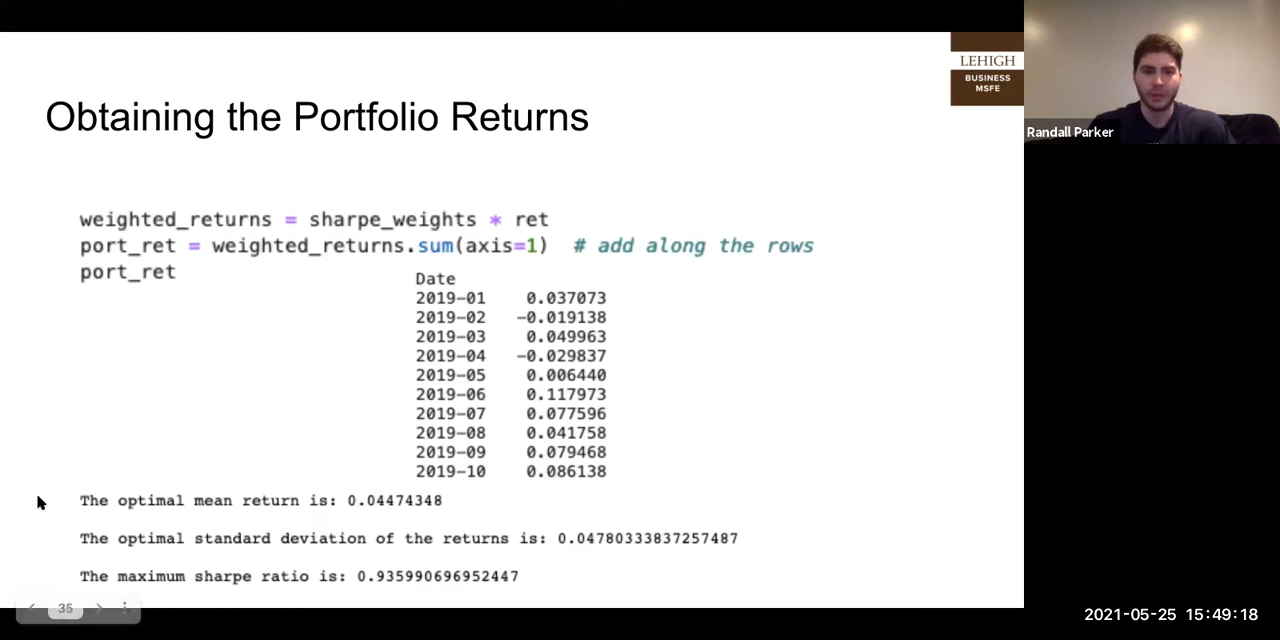 LEHIGH
BUSINESS
MSFE
Randall Parker
Obtaining the Portfolio Returns
weighted_returns = sharpe_weights * ret
port_ret = weighted_returns.sum(axis=1)  # add along the rows
port_ret
Date
2019-01 0.037073
2019-02 -0.019138
2019-03 0.049963
2019-04 -0.029837
2019-05 0.006440
2019-06 0.117973
2019-07 0.077596
2019-08 0.041758
2019-09 0.079468
2019-10 0.086138
The optimal mean return is: 0.04474348
The optimal standard deviation of the returns is: 0.04780333837257487
The maximum sharpe ratio is: 0.935990696952447
35
2021-05-25 15:49:18